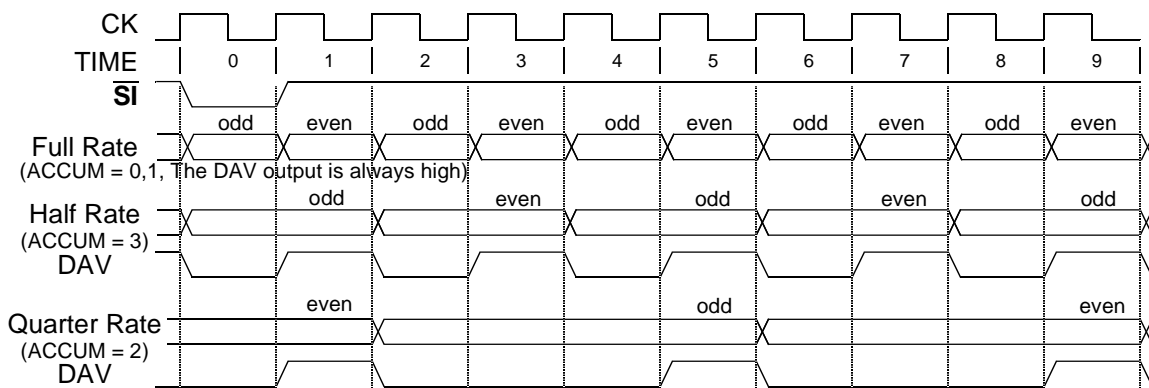 CK
TIME 0 1 2 3 4 5 6 7 8 9
SI
odd even odd even odd even odd even odd even
Full Rate
(ACCUM = 0,1, The DAV output is always high)
odd even odd even odd
Half Rate
(ACCUM = 3)
DAV
even odd even
Quarter Rate
(ACCUM = 2)
DAV